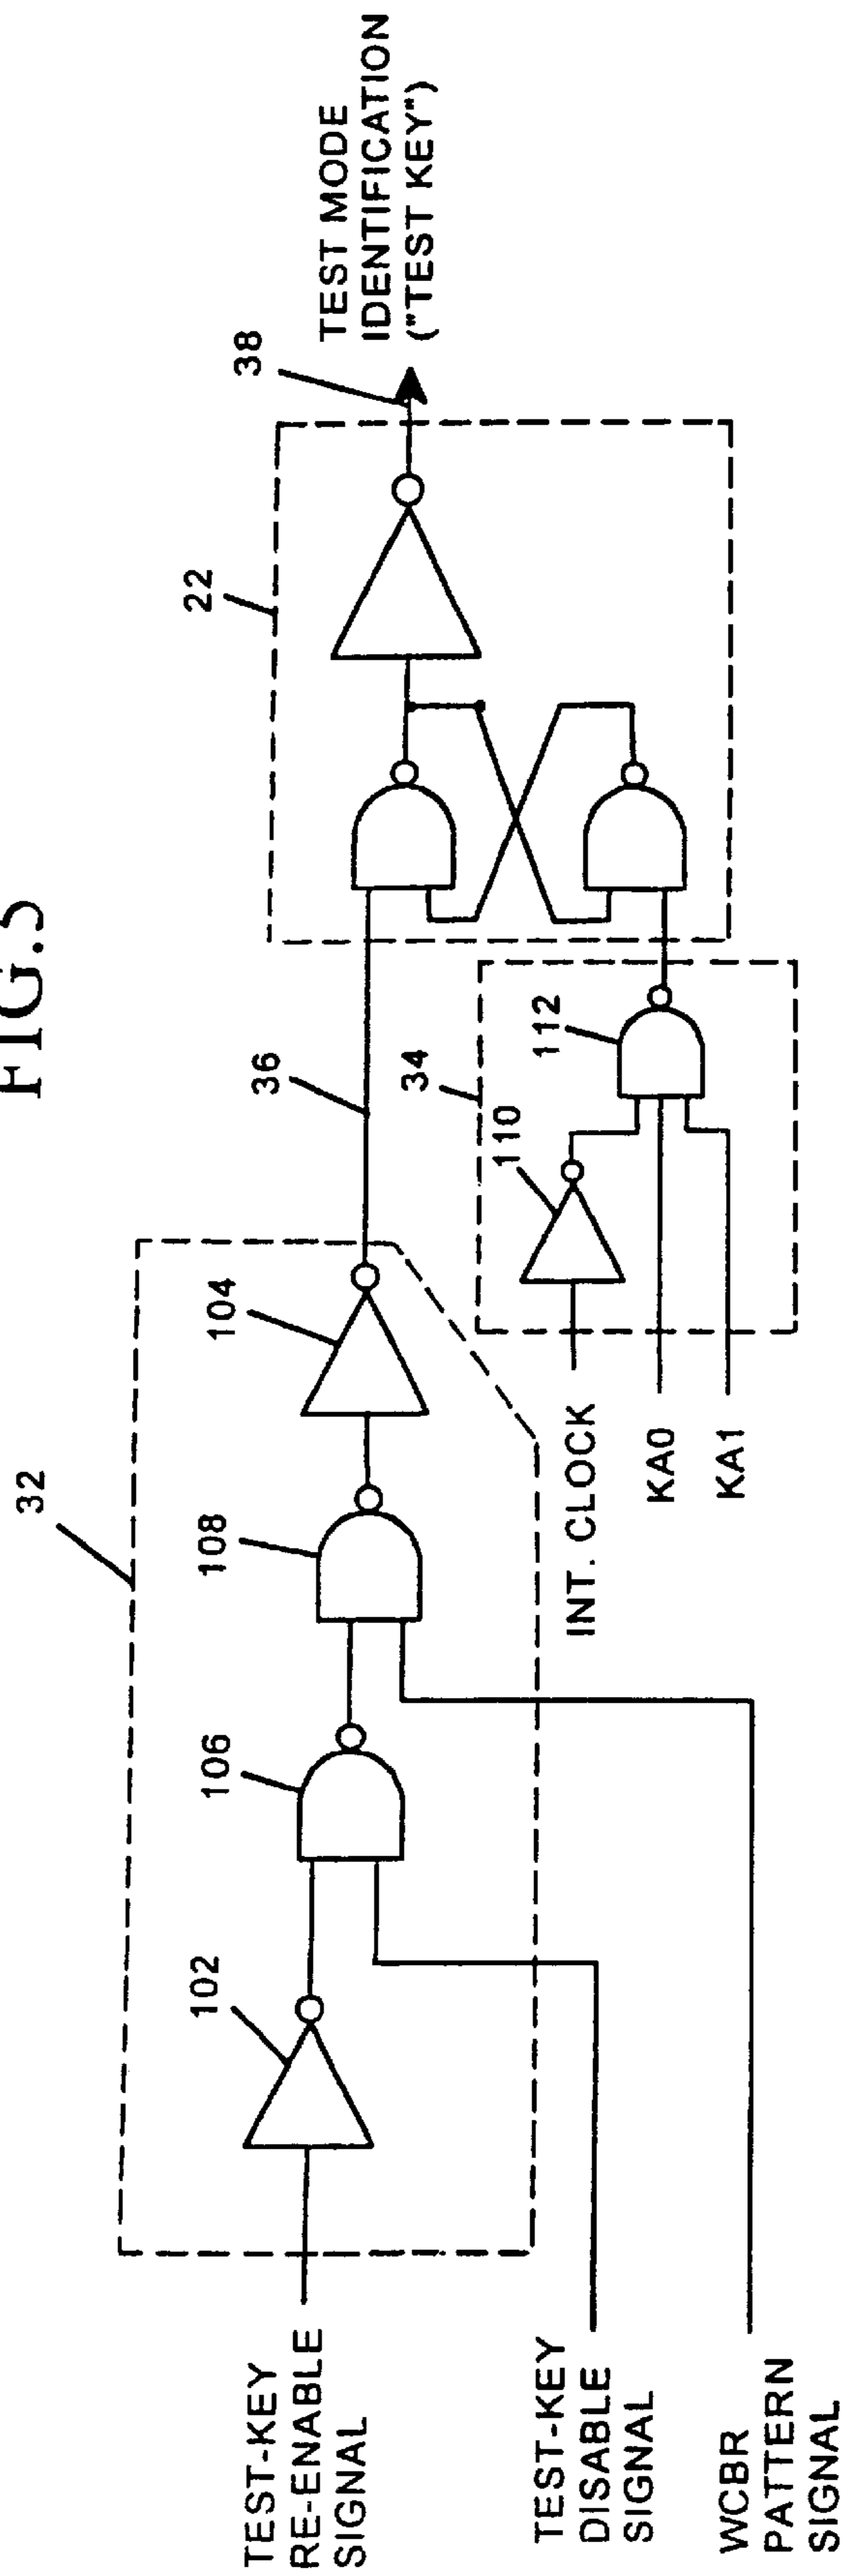 FIG.5
32
102
106
108
104
36
22
38
TEST MODE
IDENTIFICATION
("TEST KEY")
34
110
112
TEST-KEY
RE-ENABLE
SIGNAL
TEST-KEY
DISABLE
SIGNAL
WCBR
PATTERN
SIGNAL
INT. CLOCK
KA0
KA1